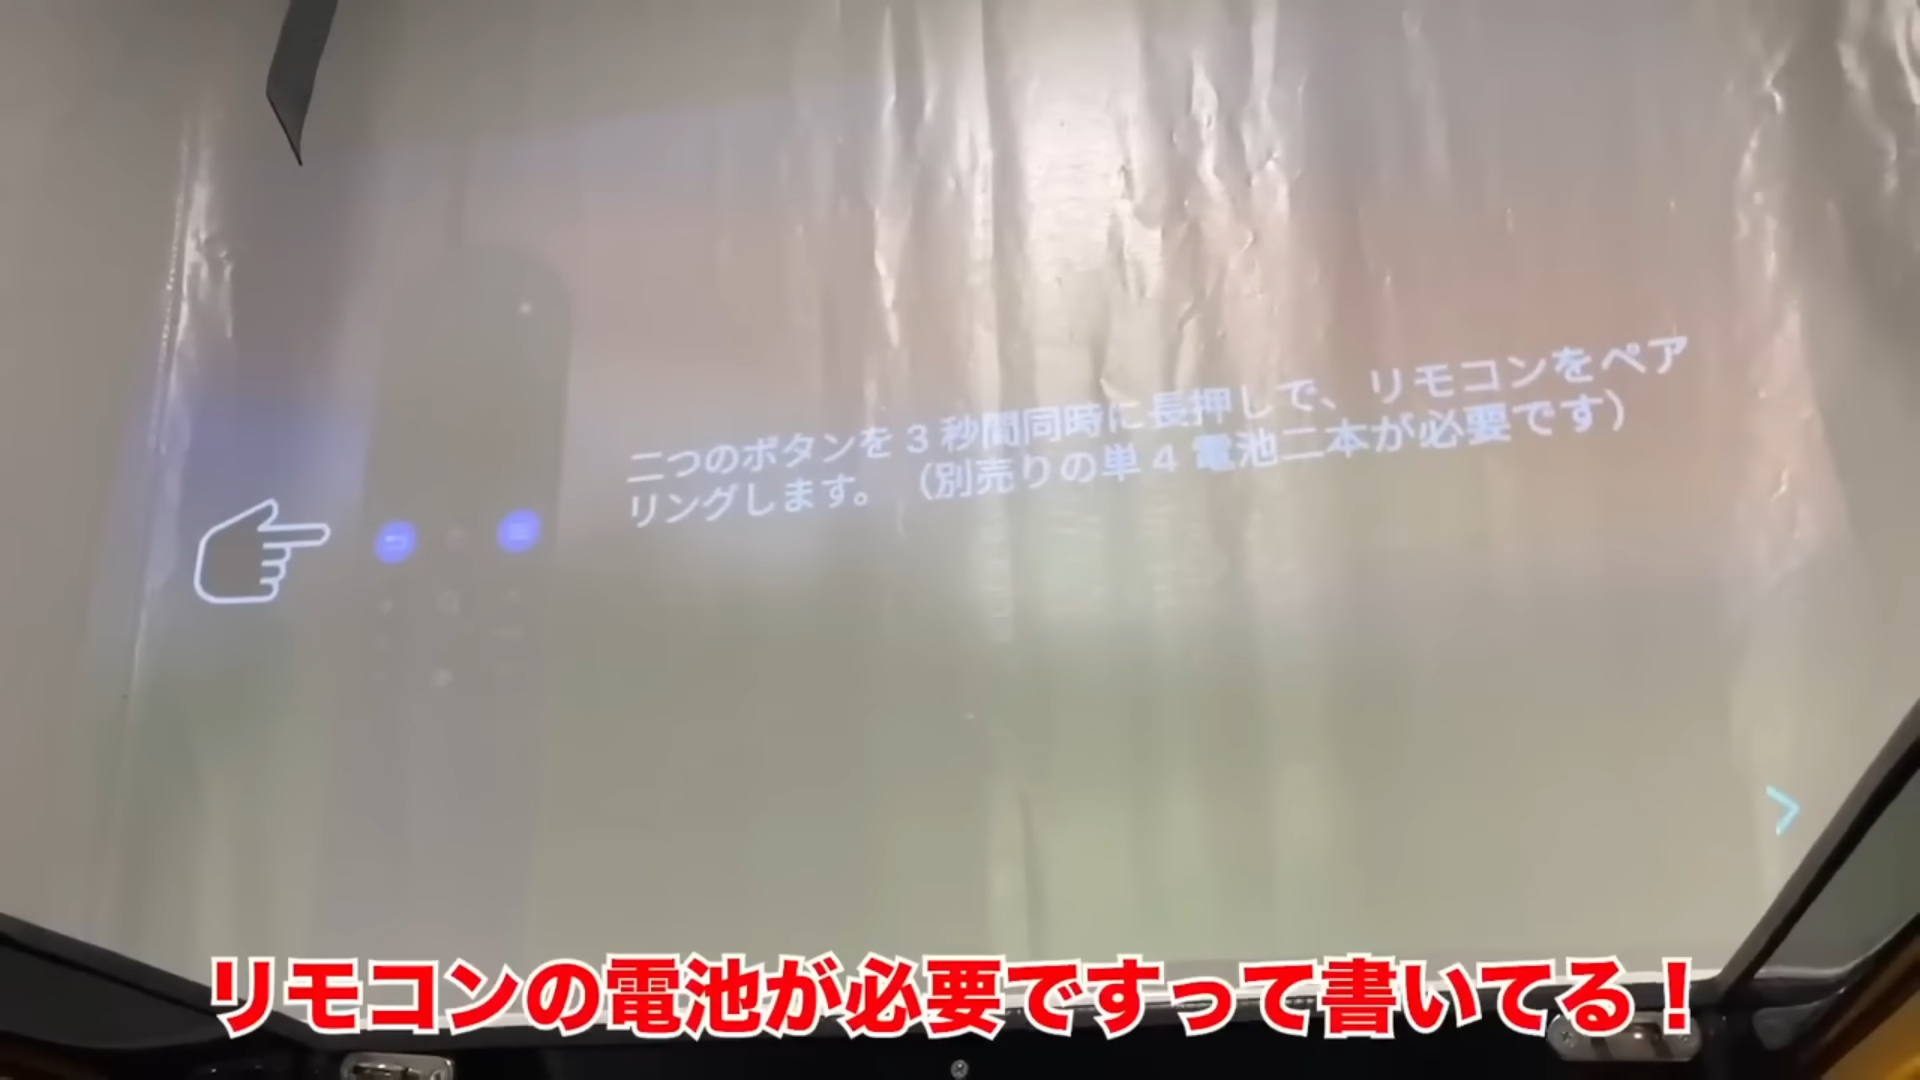 二つのボタンを 3 秒間同時に長押しで、リモコンをペア
リングします。（別売りの単 4 電池二本が必要です）
リモコンの電池が必要ですって書いてる！